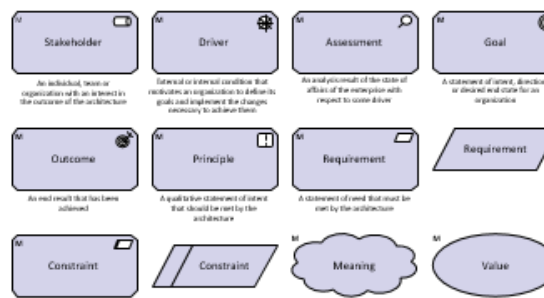 M
Stakeholder
An individual, team or
organization with an interest in
the outcome of the architecture
M
Driver
External or internal condition that
motivates an organization to define its
goals and implement the changes
necessary to achieve them
M
Assessment
An analysis result of the state of
affairs of the enterprise with
respect to some driver
M
Goal
A statement of intent, direction
or desired end state for an
organization
M
Outcome
An end result that has been
achieved
M
Principle
A qualitative statement of intent
that should be met by the
architecture
M
Requirement
A statement of need that must be
met by the architecture
Requirement
M
Constraint
Constraint
M
Meaning
M
Value